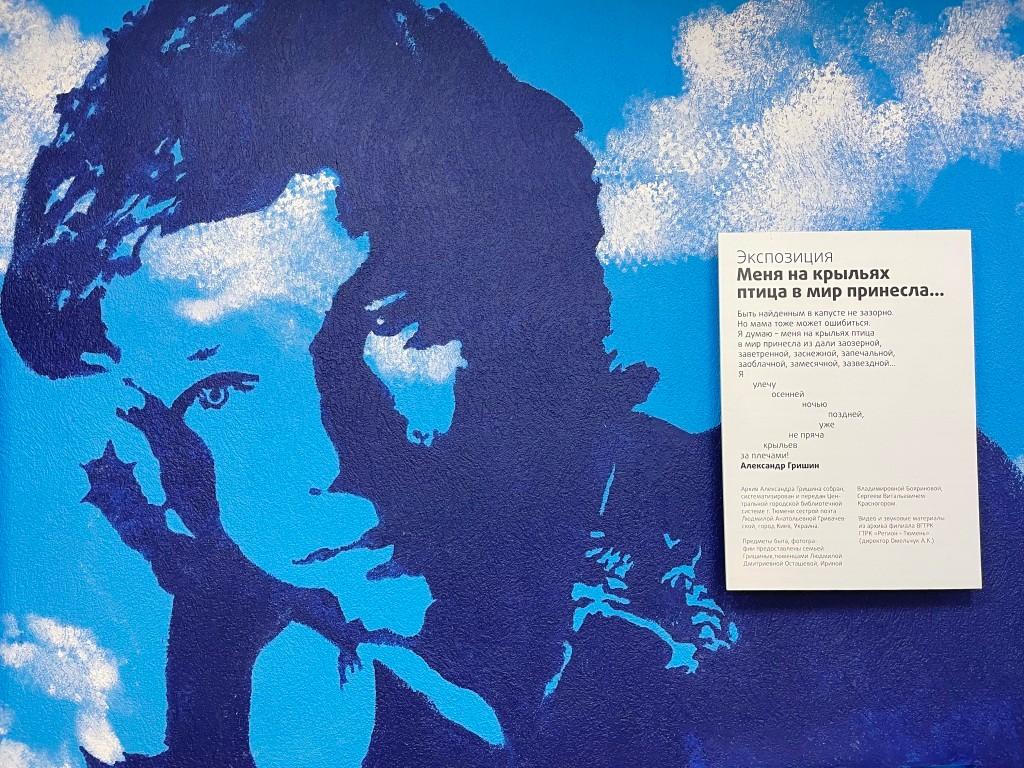 Экспозиция
Меня на крыльях
птица в мир принесла...
Быть найденным в капусте не зазорно.
Но мама тоже может ошибиться.
Я думаю – меня на крыльях птица
в мир принесла из дали заозерной,
заветренной, заснежной, запечальной,
заоблачной, замесячной, зазвездной...
Я
улечу
осенней
ночью
поздней,
уже
не пряча
крыльев
за плечами!
Александр Гришин
Архив Александра Гришина собран,
систематизирован и передан Цен-
тральной городской библиотечной
системе г. Тюмени сестрой поэта
Людмилой Анатольевной Гривачев-
ской, город Киев, Украина.
Предметы быта, фотогра-
фии предоставлены семьей
Гришиных, тюменцами Людмилой
Дмитриевной Осташевой, Ириной
Владимировной Бояриновой,
Сергеем Витальевичем
Красногором.
Видео и звуковые материалы
из архива филиала ВГТРК
ГТРК «Регион - Тюмень»
(директор Омельчук А.К.)